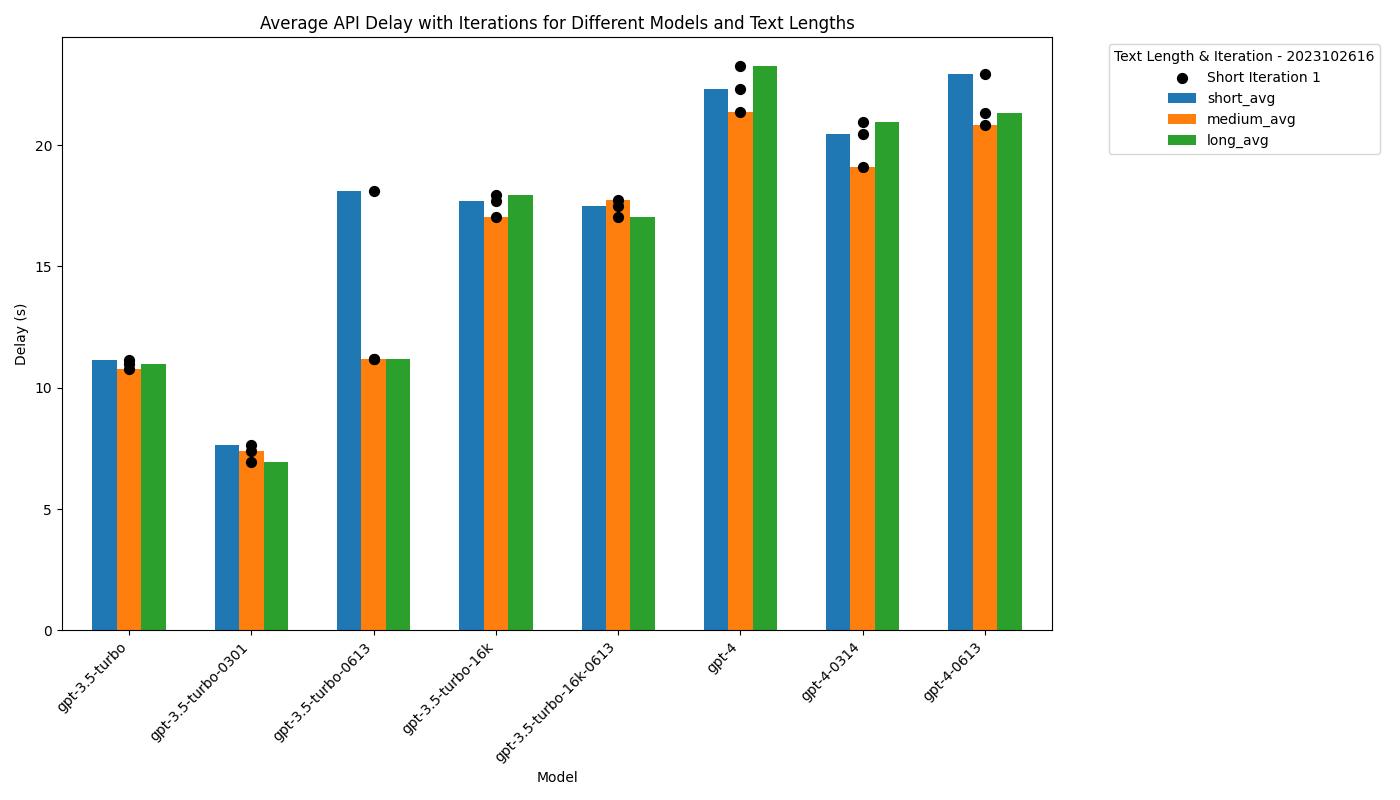 Average API Delay with Iterations for Different Models and Text Lengths
Text Length & Iteration - 2023102616
Short Iteration 1
short_avg
medium_avg
long_avg
Delay (s)
20
15
10
5
0
gpt-3.5-turbo
gpt-3.5-turbo-0301
gpt-3.5-turbo-0613
gpt-3.5-turbo-16k
gpt-3.5-turbo-16k-0613
gpt-4
gpt-4-0314
gpt-4-0613
Model